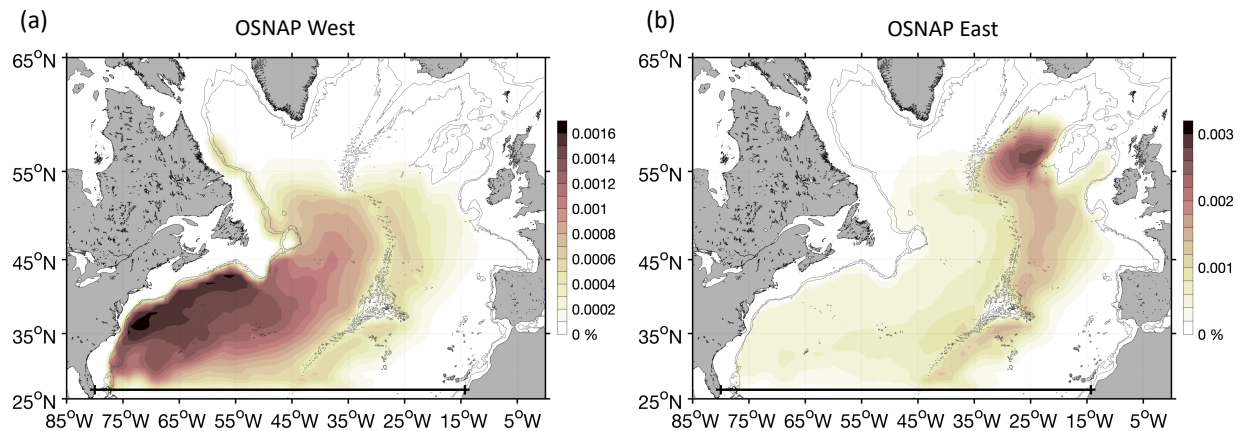 (a)
OSNAP West
65°N
55°N
45°N
35°N
25°N
85°W 75°W 65°W 55°W 45°W 35°W 25°W 15°W 5°W
0.0016
0.0014
0.0012
0.001
0.0008
0.0006
0.0004
0.0002
0 %
(b)
OSNAP East
65°N
55°N
45°N
35°N
25°N
85°W 75°W 65°W 55°W 45°W 35°W 25°W 15°W 5°W
0.003
0.002
0.001
0 %